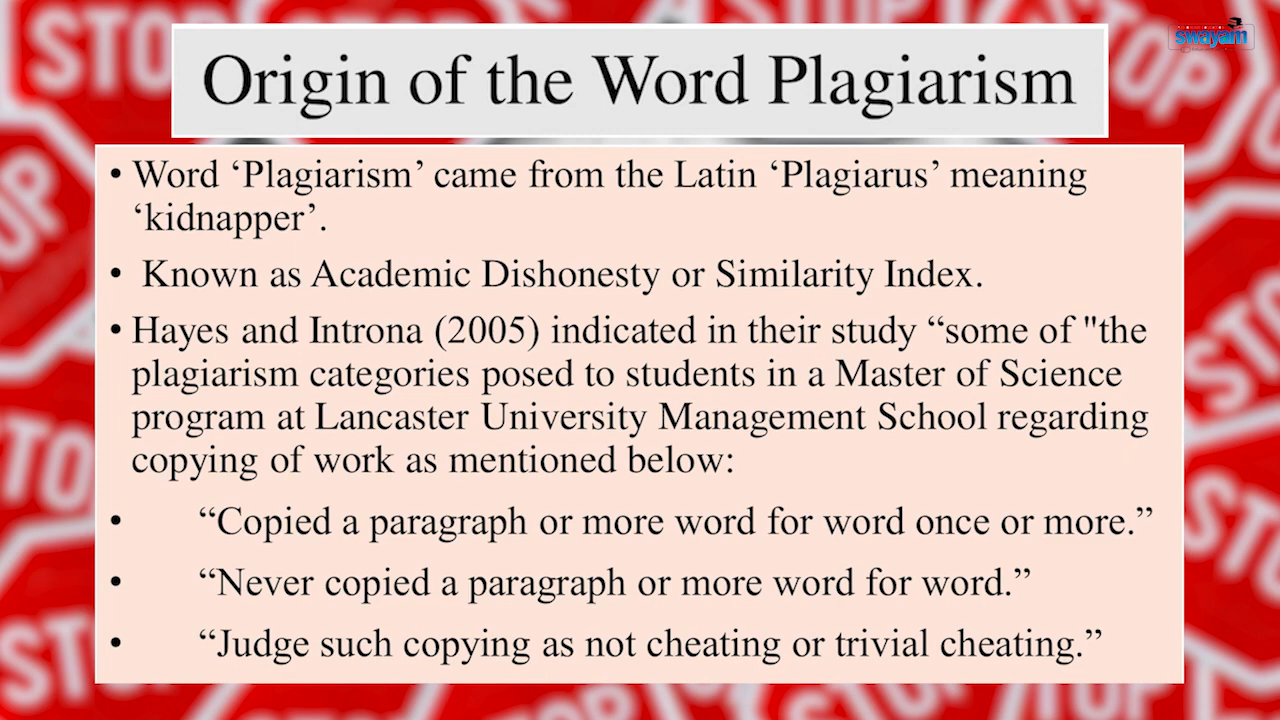 swayam
Origin of the Word Plagiarism
• Word ‘Plagiarism’ came from the Latin ‘Plagiarus’ meaning
‘kidnapper’.
• Known as Academic Dishonesty or Similarity Index.
• Hayes and Introna (2005) indicated in their study “some of "the
plagiarism categories posed to students in a Master of Science
program at Lancaster University Management School regarding
copying of work as mentioned below:
• “Copied a paragraph or more word for word once or more.”
• “Never copied a paragraph or more word for word.”
• “Judge such copying as not cheating or trivial cheating.”
STOP
STOP
STOP
STOP